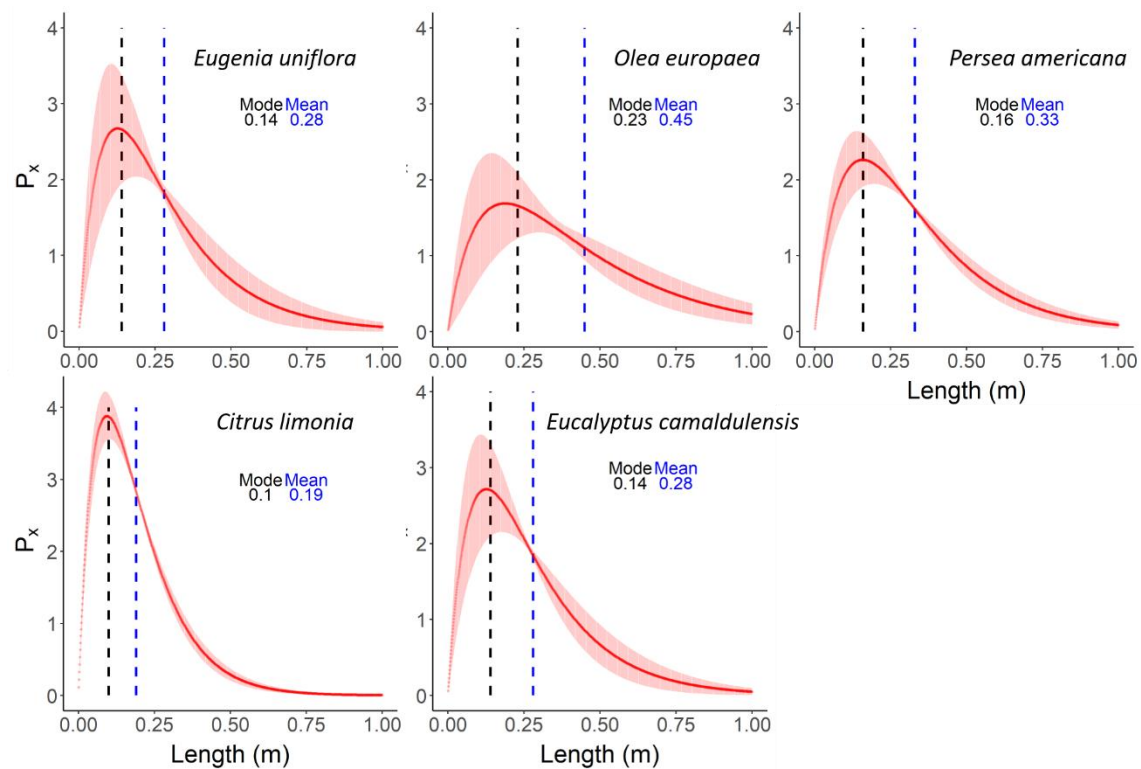 Eugenia uniflora
Mode Mean
0.14 0.28
P_x
4
3
2
1
0
0.00 0.25 0.50 0.75 1.00
Olea europaea
Mode Mean
0.23 0.45
4
3
2
1
0
0.00 0.25 0.50 0.75 1.00
Persea americana
Mode Mean
0.16 0.33
4
3
2
1
0
0.00 0.25 0.50 0.75 1.00
Length (m)
Citrus limonia
Mode Mean
0.1 0.19
P_x
4
3
2
1
0
0.00 0.25 0.50 0.75 1.00
Length (m)
Eucalyptus camaldulensis
Mode Mean
0.14 0.28
4
3
2
1
0
0.00 0.25 0.50 0.75 1.00
Length (m)